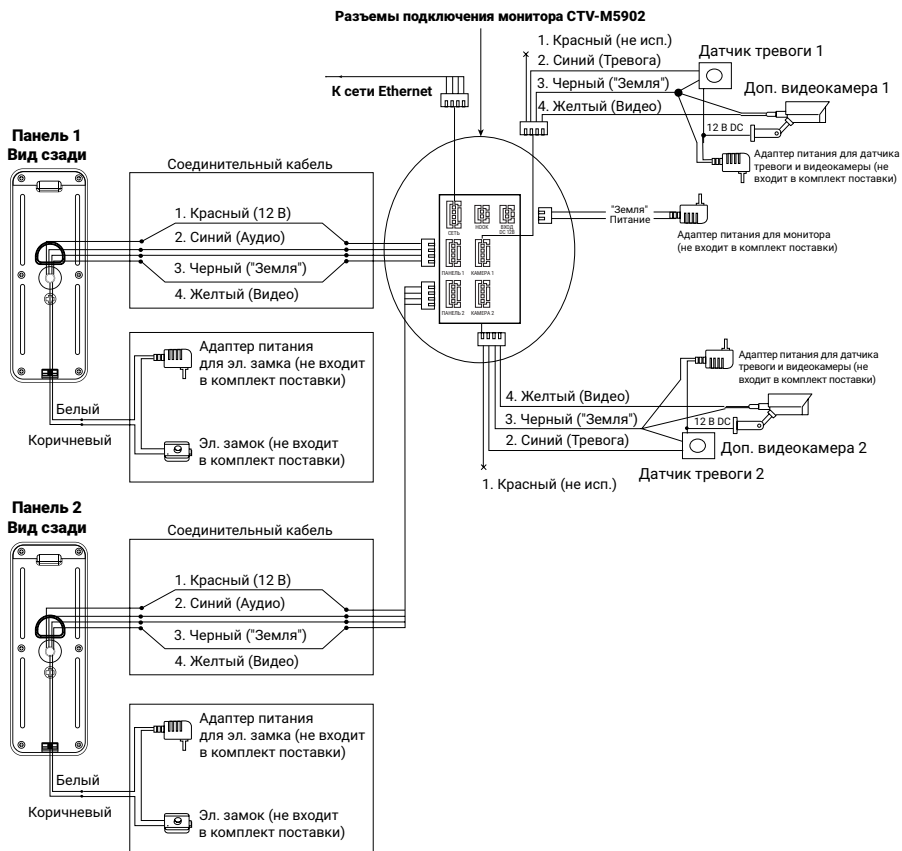 Разъемы подключения монитора CTV-M5902
К сети Ethernet
1. Красный (не исп.)
2. Синий (Тревога)
3. Черный ("Земля")
4. Желтый (Видео)
Датчик тревоги 1
Доп. видеокамера 1
12 В DC
Адаптер питания для датчика
тревоги и видеокамеры (не
входит в комплект поставки)
"Земля"
Питание
Адаптер питания для монитора
(не входит в комплект поставки)
Панель 1
Вид сзади
Соединительный кабель
1. Красный (12 В)
2. Синий (Аудио)
3. Черный ("Земля")
4. Желтый (Видео)
СЕТЬ
HOOK
ВХОД
DC 12В
ПАНЕЛЬ 1
КАМЕРА 1
ПАНЕЛЬ 2
КАМЕРА 2
Адаптер питания
для эл. замка (не входит
в комплект поставки)
Белый
Коричневый
Эл. замок (не входит
в комплект поставки)
Адаптер питания для датчика
тревоги и видеокамеры (не
входит в комплект поставки)
4. Желтый (Видео)
3. Черный ("Земля")
2. Синий (Тревога)
1. Красный (не исп.)
12 В DC
Доп. видеокамера 2
Датчик тревоги 2
Панель 2
Вид сзади
Соединительный кабель
1. Красный (12 В)
2. Синий (Аудио)
3. Черный ("Земля")
4. Желтый (Видео)
Адаптер питания
для эл. замка (не входит
в комплект поставки)
Белый
Коричневый
Эл. замок (не входит
в комплект поставки)